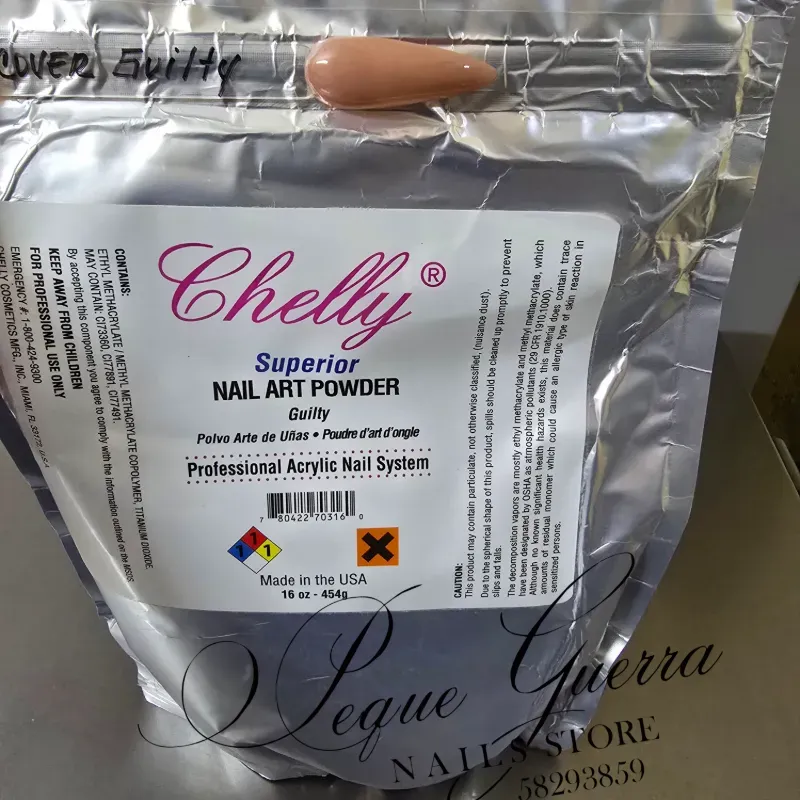 COVER Guilty
Chelly®
Superior
NAIL ART POWDER
Guilty
Polvo Arte de Uñas • Poudre d'art d'ongle
Professional Acrylic Nail System
7 80422 70316 0
1
1
1
Made in the USA
16 oz - 454g
CONTAINS:
ETHYL METHACRYLATE / METHYL METHACRYLATE COPOLYMER, TITANIUM DIOXIDE.
MAY CONTAIN: CI73360, CI77891, CI77491.
By accepting this component you agree to comply with the information outlined on the MSDS
KEEP AWAY FROM CHILDREN
FOR PROFESSIONAL USE ONLY
EMERGENCY #: 1-800-424-9300
CHELLY COSMETICS MFG., INC., MIAMI, FL. 33172, U.S.A
CAUTION:
This product may contain particulate, not otherwise classified, (nuisance dust).
Due to the spherical shape of this product, spills should be cleaned up promptly to prevent
slips and falls.
The decomposition vapors are mostly ethyl methacrylate and methyl methacrylate, which
have been designated by OSHA as atmospheric pollutants (29 CFR 1910.1000).
Although no known significant health hazards exists, this material does contain trace
amounts of residual monomer which could cause an allergic type of skin reaction in
sensitized persons.
Peque Guerra
NAILS STORE
58293859